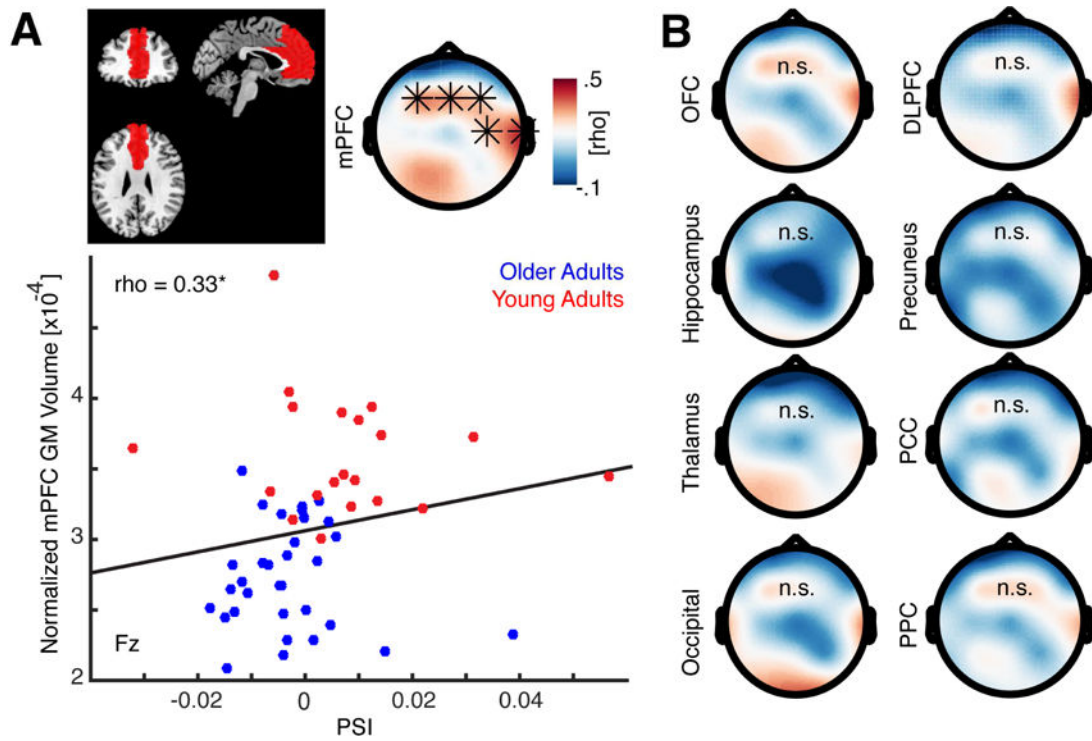 A
mPFC
.5
[rho]
-.1
rho = 0.33*
Older Adults
Young Adults
Normalized mPFC GM Volume [x10-4]
4
3
2
Fz
-0.02
0
0.02
0.04
PSI
B
OFC
n.s.
DLPFC
n.s.
Hippocampus
n.s.
Precuneus
n.s.
Thalamus
n.s.
PCC
n.s.
Occipital
n.s.
PPC
n.s.